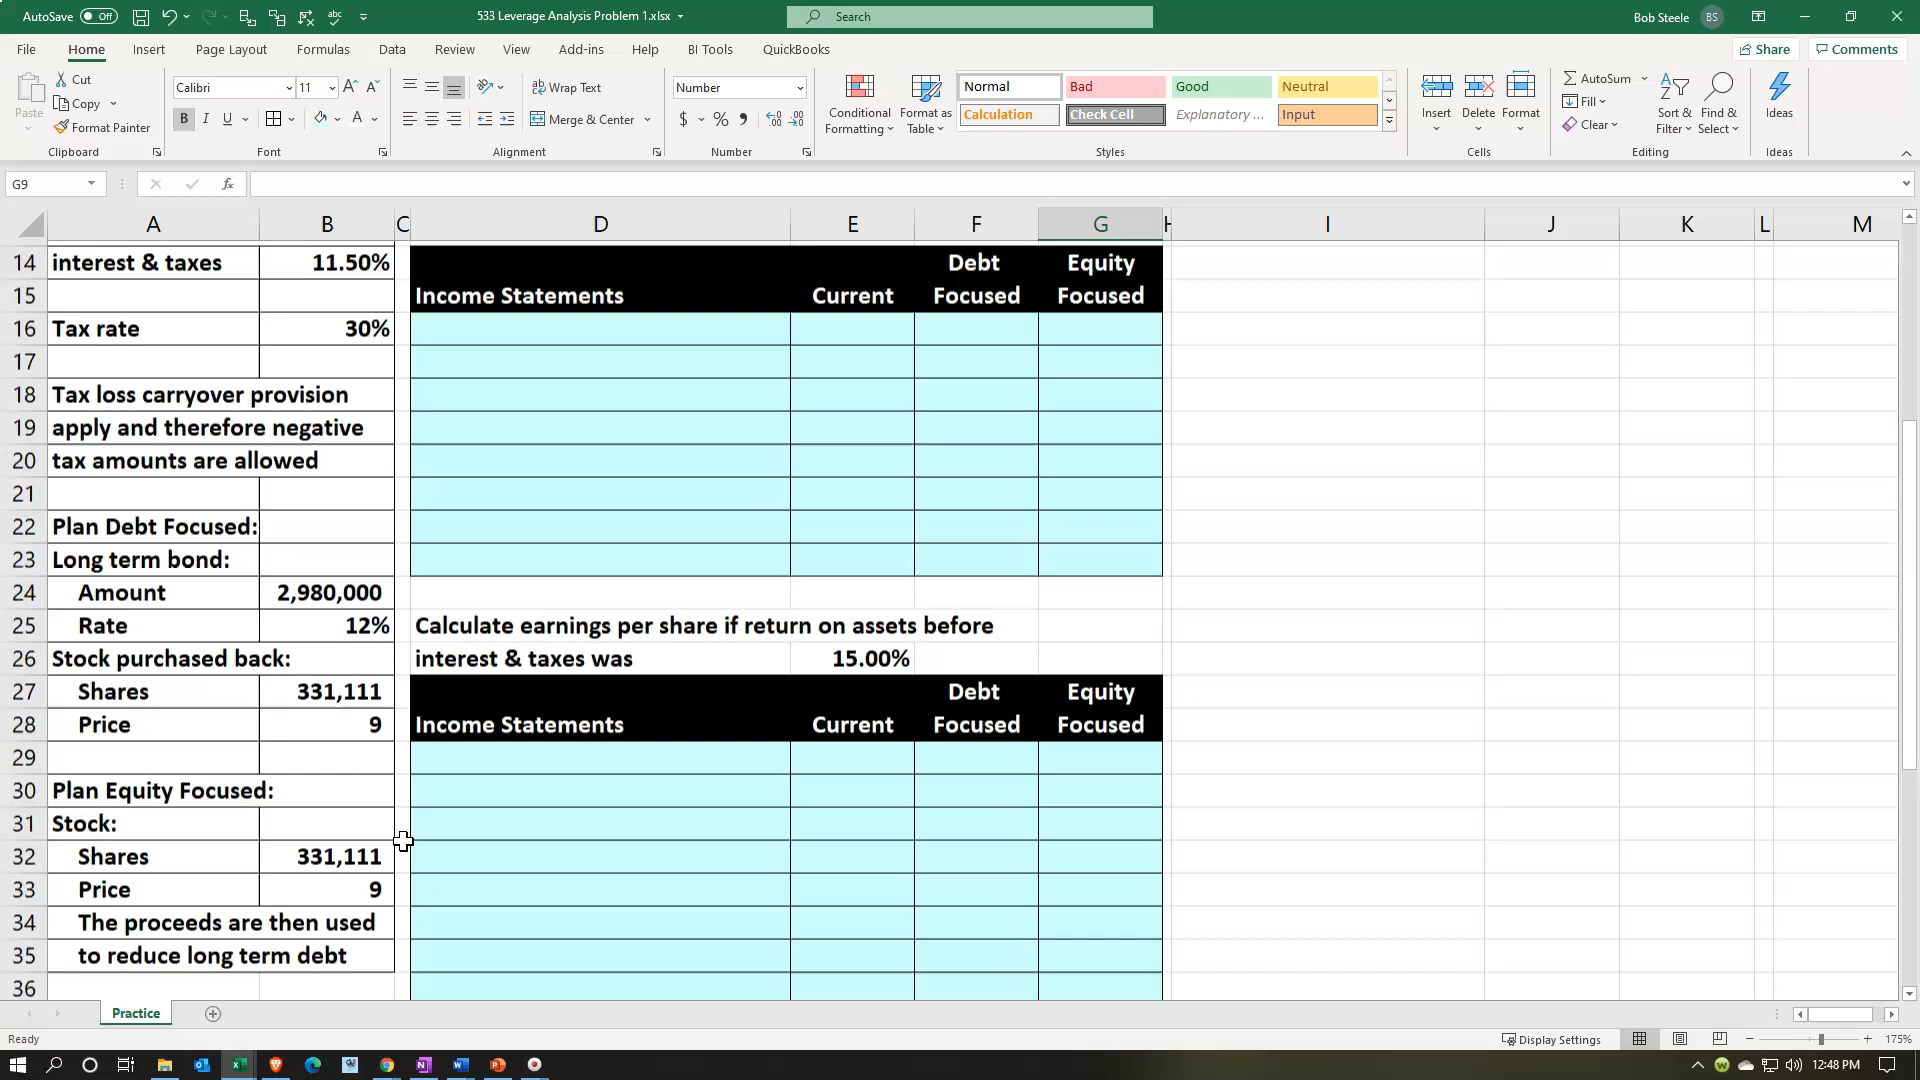 AutoSave Off
533 Leverage Analysis Problem 1.xlsx
Search
Bob Steele
BS
File Home Insert Page Layout Formulas Data Review View Add-ins Help BI Tools QuickBooks
Share Comments
Paste
Cut
Copy
Format Painter
Clipboard
Calibri 11
B I U
Font
Wrap Text
Merge & Center
Alignment
Number
$ % ,
Number
Conditional Formatting
Format as Table
Normal Bad Good Neutral
Calculation Check Cell Explanatory ... Input
Styles
Insert Delete Format
Cells
AutoSum
Fill
Clear
Sort & Filter
Find & Select
Editing
Ideas
Ideas
G9
fx
A B C D E F G H I J K L M
14 interest & taxes 11.50% Debt Equity
15 Income Statements Current Focused Focused
16 Tax rate 30%
17
18 Tax loss carryover provision
19 apply and therefore negative
20 tax amounts are allowed
21
22 Plan Debt Focused:
23 Long term bond:
24 Amount 2,980,000
25 Rate 12% Calculate earnings per share if return on assets before
26 Stock purchased back: interest & taxes was 15.00%
27 Shares 331,111 Debt Equity
28 Price 9 Income Statements Current Focused Focused
29
30 Plan Equity Focused:
31 Stock:
32 Shares 331,111
33 Price 9
34 The proceeds are then used
35 to reduce long term debt
36
Practice
Ready
Display Settings
175%
12:48 PM